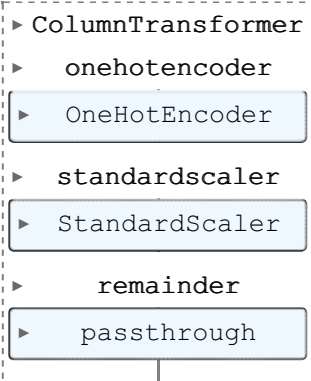 ColumnTransformer
onehotencoder
OneHotEncoder
standardscaler
StandardScaler
remainder
passthrough